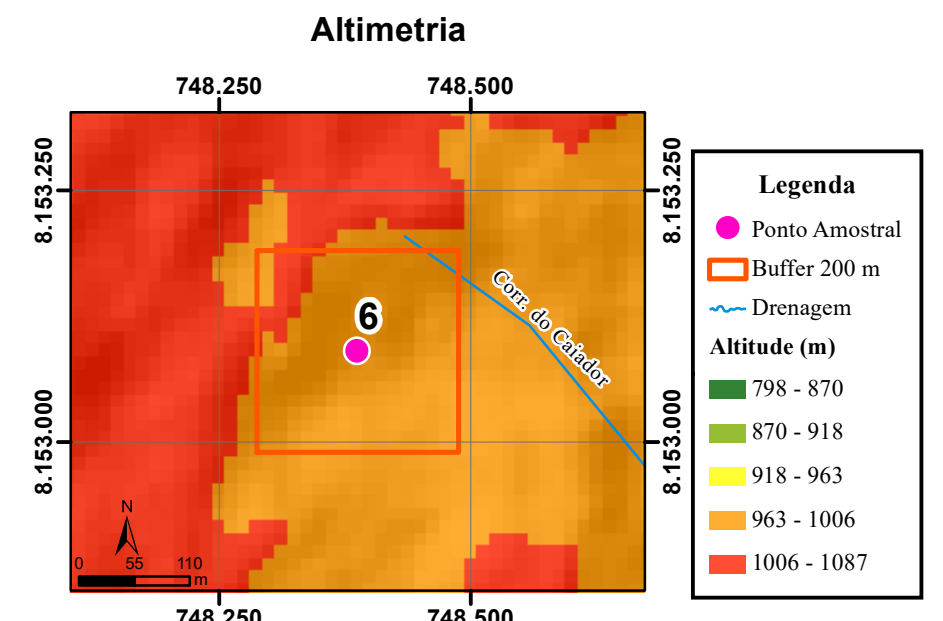 Altimetria
748.250 748.500
8.153.250 8.153.250
Corr. do Caiador
6
8.153.000 8.153.000
N
0 55 110
m
748.250 748.500
Legenda
Ponto Amostral
Buffer 200 m
Drenagem
Altitude (m)
798 - 870
870 - 918
918 - 963
963 - 1006
1006 - 1087